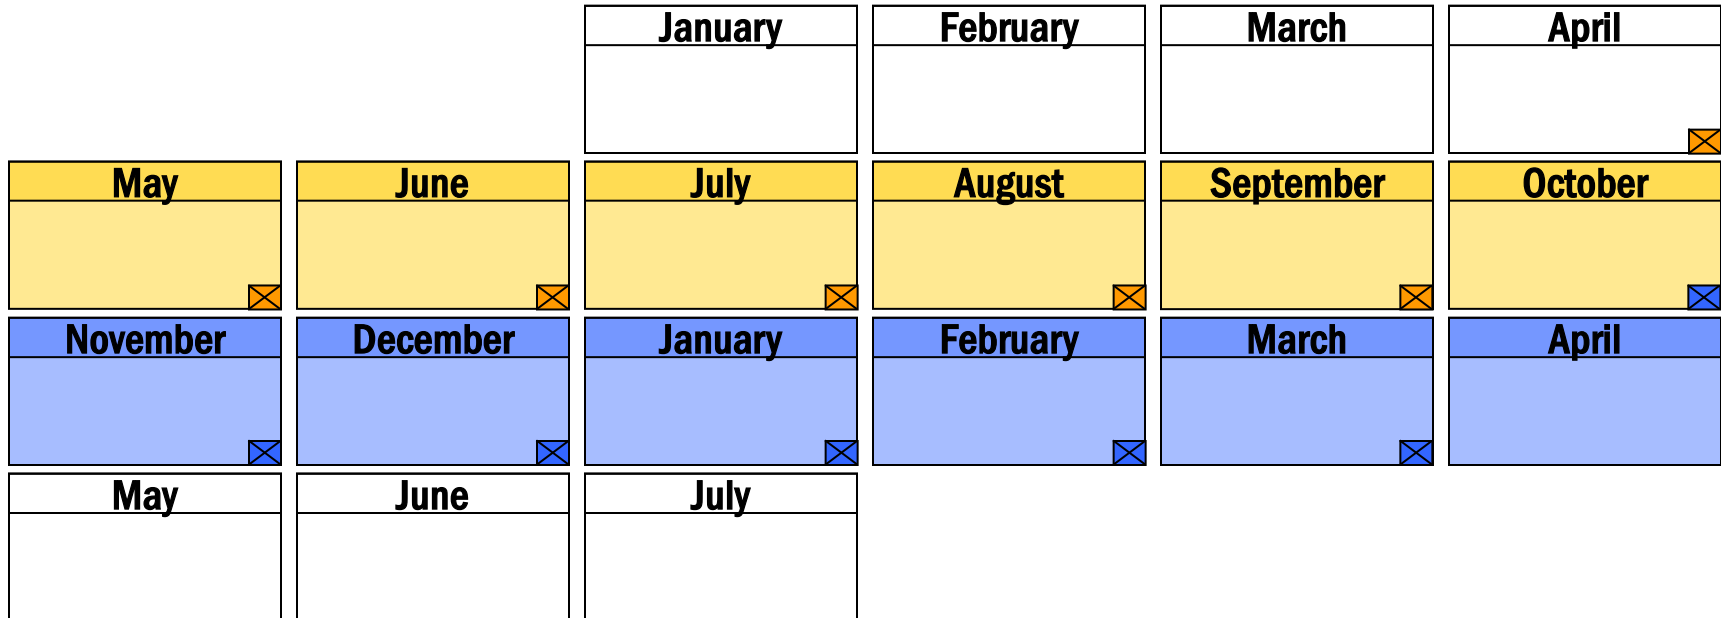 January February March April
May June July August September October
November December January February March April
May June July